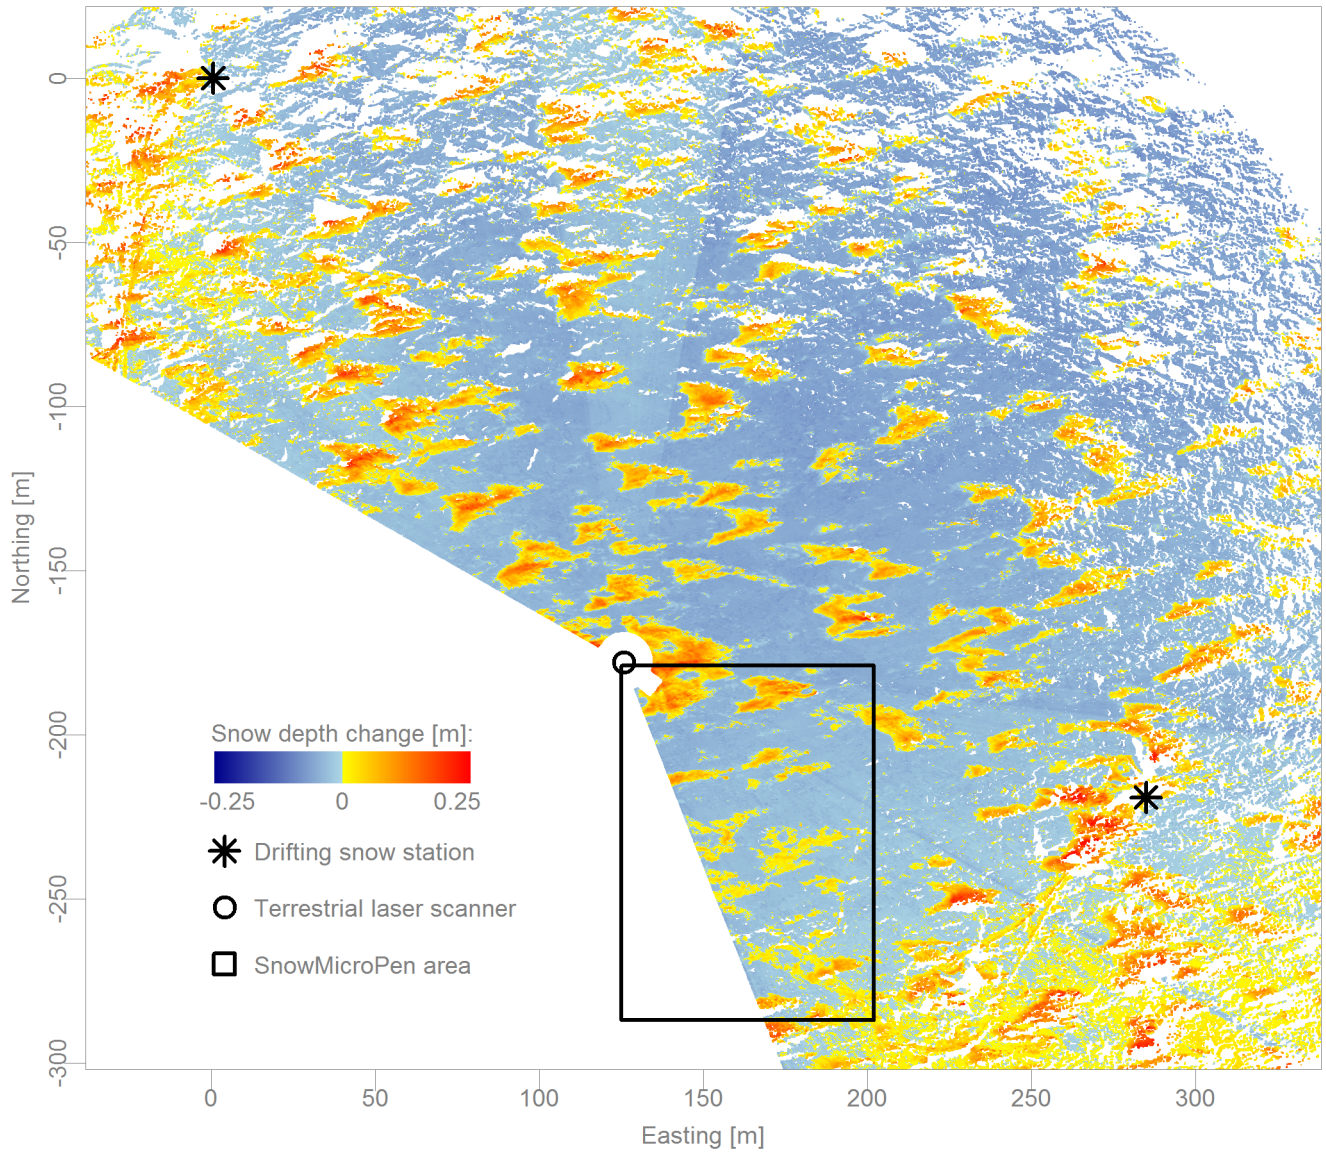 0
-50
-100
-150
-200
-250
-300
Northing [m]
Snow depth change [m]:
-0.25 0 0.25
Drifting snow station
Terrestrial laser scanner
SnowMicroPen area
0 50 100 150 200 250 300
Easting [m]